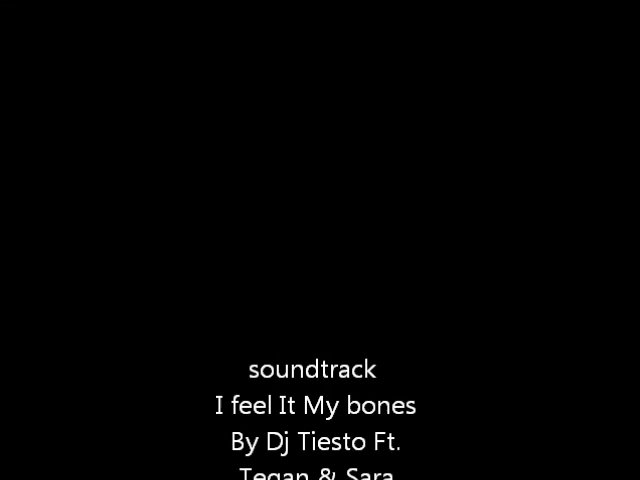 soundtrack
I feel It My bones
By Dj Tiesto Ft.
Tegan & Sara